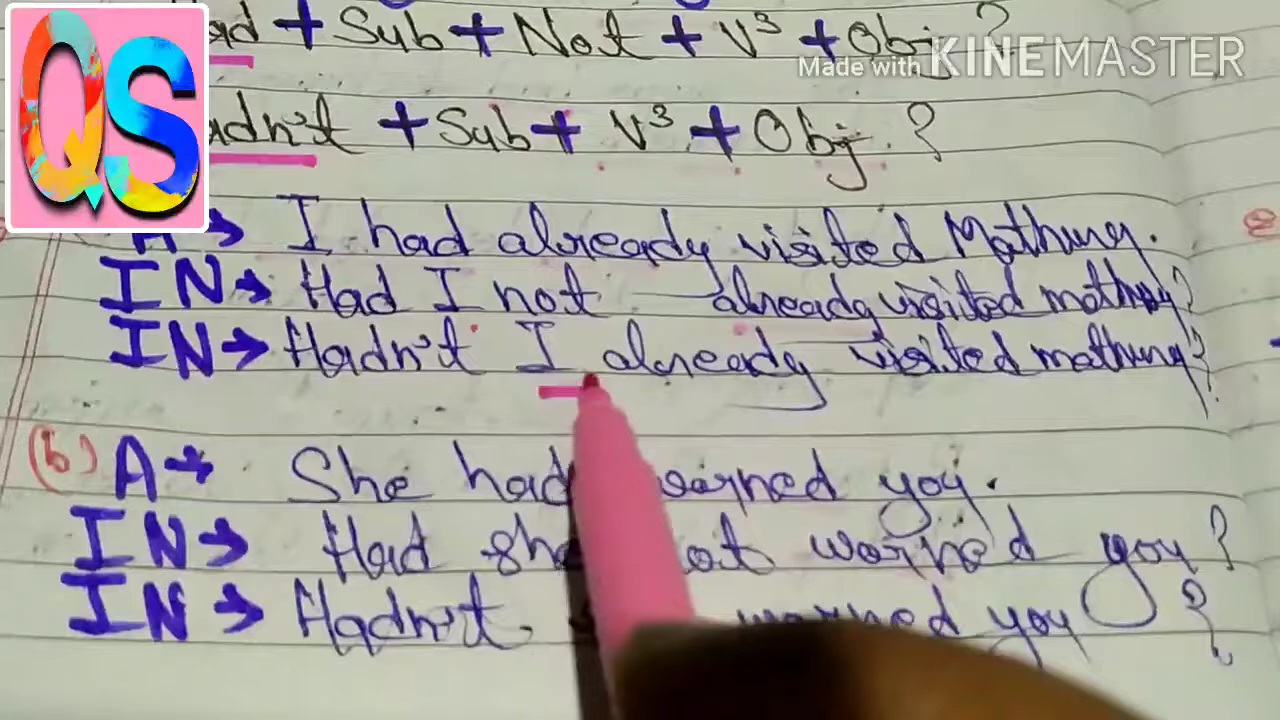 QS
Had + Sub + Not + V³ + Obj ?
Made with KINEMASTER
Hadn't + Sub + V³ + Obj. ?
A → I had already visited Mathura.
IN → Had I not already visited mathura?
IN → Hadn't I already visited mathura?
(b) A → She had warned you.
IN → Had she not warned you?
IN → Hadn't warned you ?